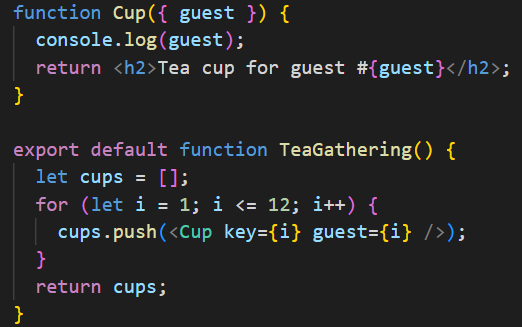 function Cup({ guest }) {
  console.log(guest);
  return <h2>Tea cup for guest #{guest}</h2>;
}

export default function TeaGathering() {
  let cups = [];
  for (let i = 1; i <= 12; i++) {
    cups.push(<Cup key={i} guest={i} />);
  }
  return cups;
}